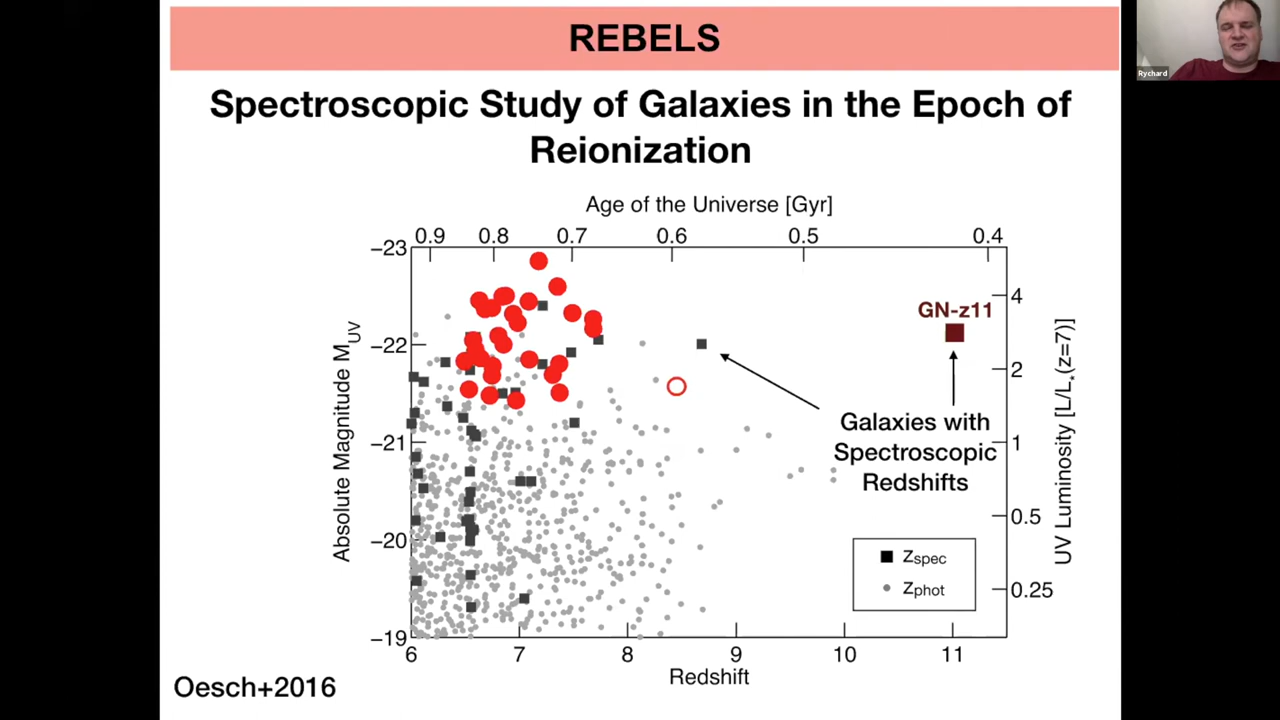 REBELS
Rychard
Spectroscopic Study of Galaxies in the Epoch of
Reionization
Age of the Universe [Gyr]
0.9 0.8 0.7 0.6 0.5 0.4
−23
−22
−21
−20
−19
Absolute Magnitude MUV
4
2
1
0.5
0.25
UV Luminosity [L/L*(z=7)]
GN-z11
Galaxies with
Spectroscopic
Redshifts
zspec
zphot
6 7 8 9 10 11
Redshift
Oesch+2016